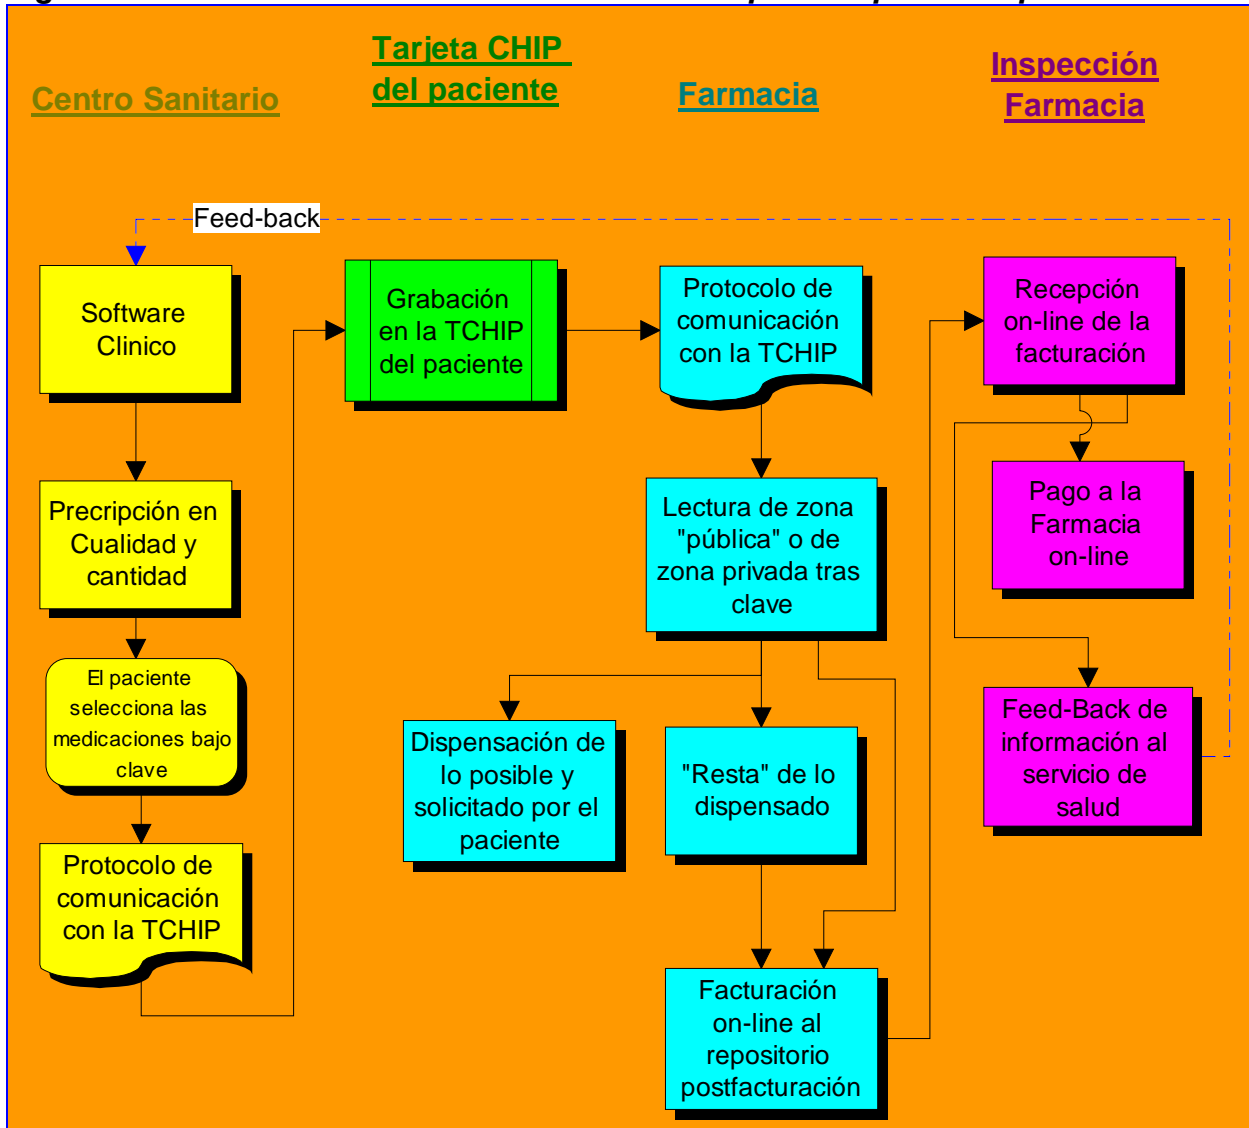 Tarjeta CHIP
del paciente
Centro Sanitario
Farmacia
Inspección
Farmacia
Feed-back
Software
Clinico
Precripción en
Cualidad y
cantidad
El paciente
selecciona las
medicaciones bajo
clave
Protocolo de
comunicación
con la TCHIP
Grabación
en la TCHIP
del paciente
Protocolo de
comunicación
con la TCHIP
Lectura de zona
"pública" o de
zona privada tras
clave
Dispensación de
lo posible y
solicitado por el
paciente
"Resta" de lo
dispensado
Facturación
on-line al
repositorio
postfacturación
Recepción
on-line de la
facturación
Pago a la
Farmacia
on-line
Feed-Back de
información al
servicio de
salud